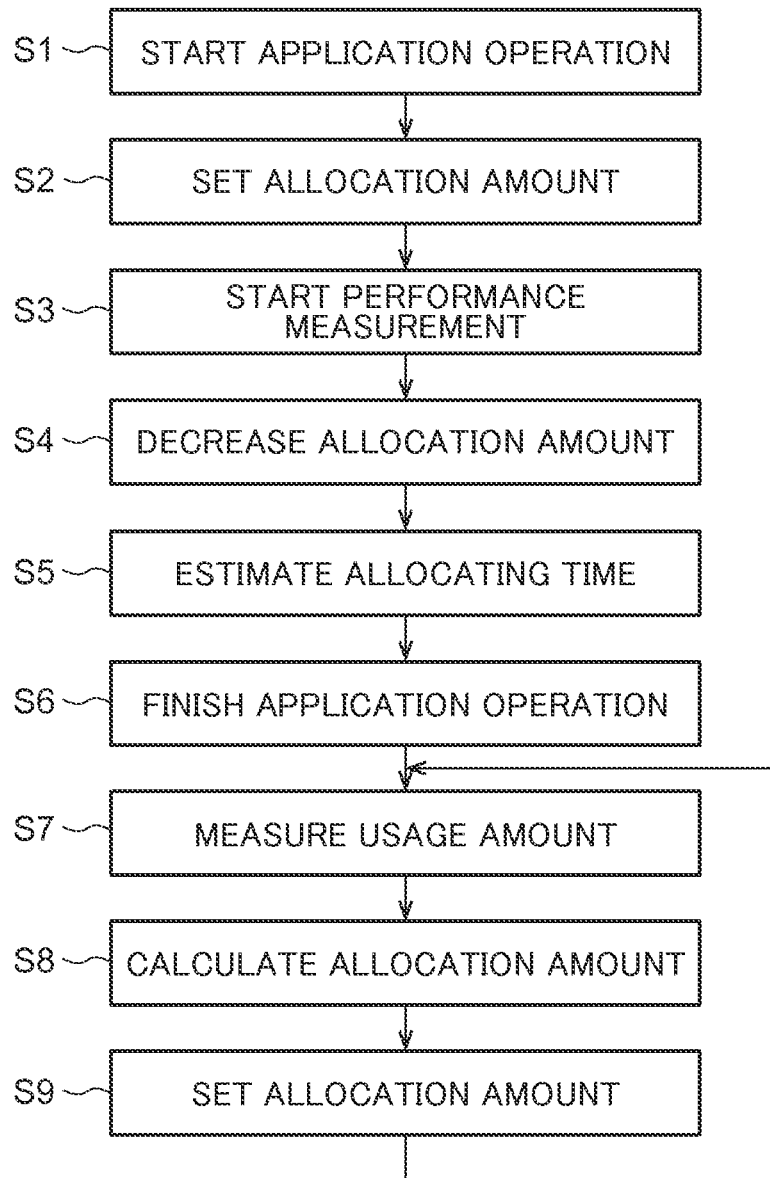 S1 START APPLICATION OPERATION
S2 SET ALLOCATION AMOUNT
S3 START PERFORMANCE
MEASUREMENT
S4 DECREASE ALLOCATION AMOUNT
S5 ESTIMATE ALLOCATING TIME
S6 FINISH APPLICATION OPERATION
S7 MEASURE USAGE AMOUNT
S8 CALCULATE ALLOCATION AMOUNT
S9 SET ALLOCATION AMOUNT